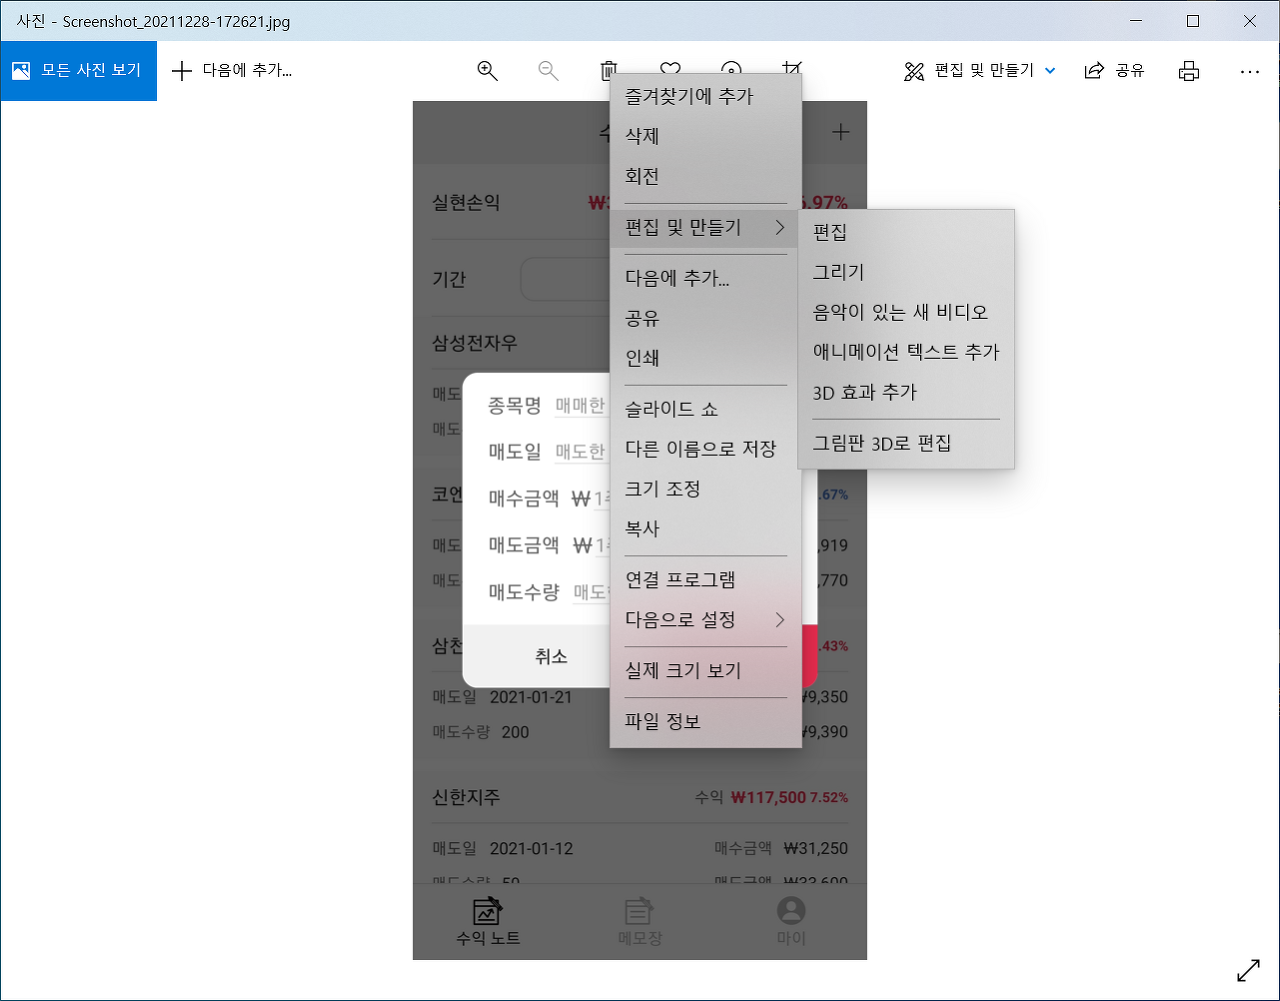 사진 - Screenshot_20211228-172621.jpg
모든 사진 보기
다음에 추가...
편집 및 만들기
공유
즐겨찾기에 추가
삭제
회전
편집 및 만들기
다음에 추가...
공유
인쇄
슬라이드 쇼
다른 이름으로 저장
크기 조정
복사
연결 프로그램
다음으로 설정
실제 크기 보기
파일 정보
편집
그리기
음악이 있는 새 비디오
애니메이션 텍스트 추가
3D 효과 추가
그림판 3D로 편집
실현손익 ₩ 6.97%
기간
삼성전자우
매도
매도
종목명 매매한
매도일 매도한
매수금액 ₩ 1
매도금액 ₩ 1
매도수량 매도
취소
코엔 .67%
매도 ,919
매도 ,770
삼천 .43%
매도일 2021-01-21 ₩9,350
매도수량 200 ₩9,390
신한지주 수익 ₩117,500 7.52%
매도일 2021-01-12 매수금액 ₩31,250
매도수량 50 매도금액 ₩33,600
수익 노트
메모장
마이